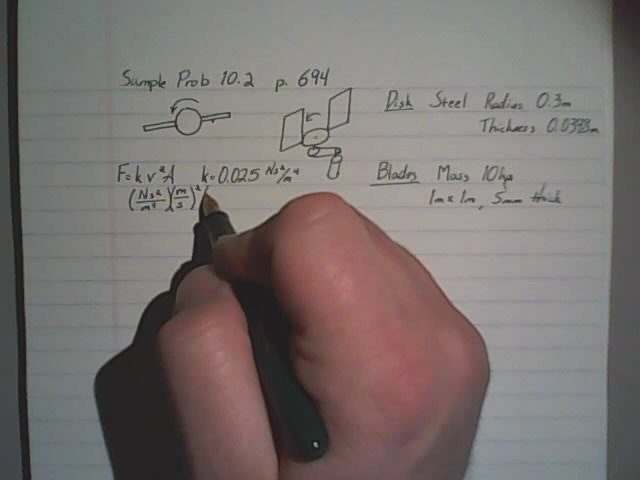 Sample Prob 10.2 p. 694
Disk Steel Radius 0.3m
Thickness 0.0398m
F=kv²A k=0.025 Ns²/m⁴
(Ns²/m⁴)(m/s)²(
Blades Mass 10kg
1m x 1m, 5mm thick